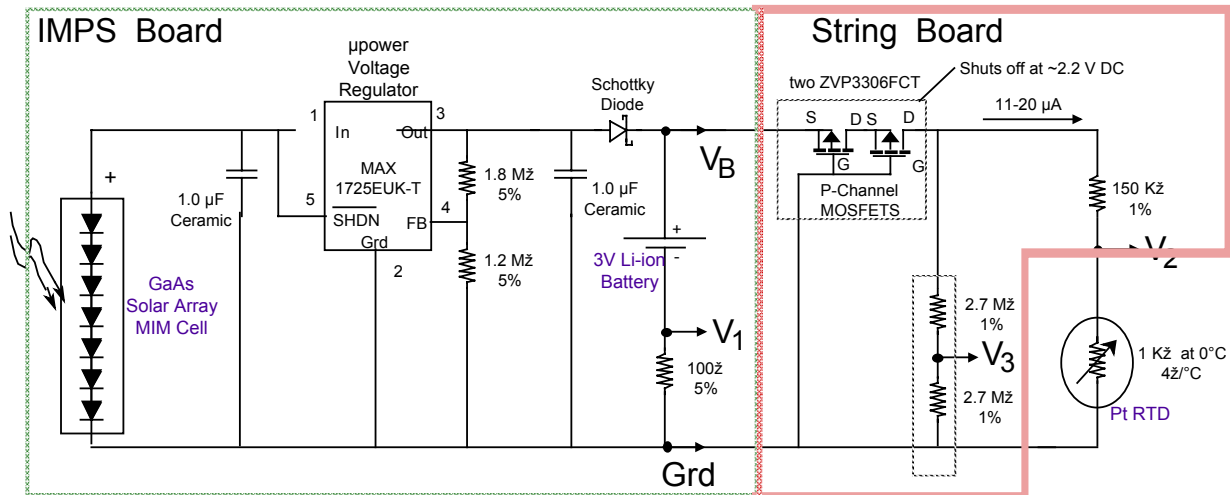 IMPS Board
String Board
µpower
Voltage
Regulator
Schottky
Diode
two ZVP3306FCT
Shuts off at ~2.2 V DC
11-20 µA
1
3
In
Out
MAX
1725EUK-T
5
4
SHDN
FB
Grd
2
+
1.0 µF
Ceramic
1.8 Mž
5%
1.2 Mž
5%
1.0 µF
Ceramic
VB
S
D
S
D
G
G
P-Channel
MOSFETS
150 Kž
1%
V2
+
-
3V Li-ion
Battery
GaAs
Solar Array
MIM Cell
V1
100ž
5%
2.7 Mž
1%
V3
2.7 Mž
1%
1 Kž at 0°C
4ž/°C
Pt RTD
Grd